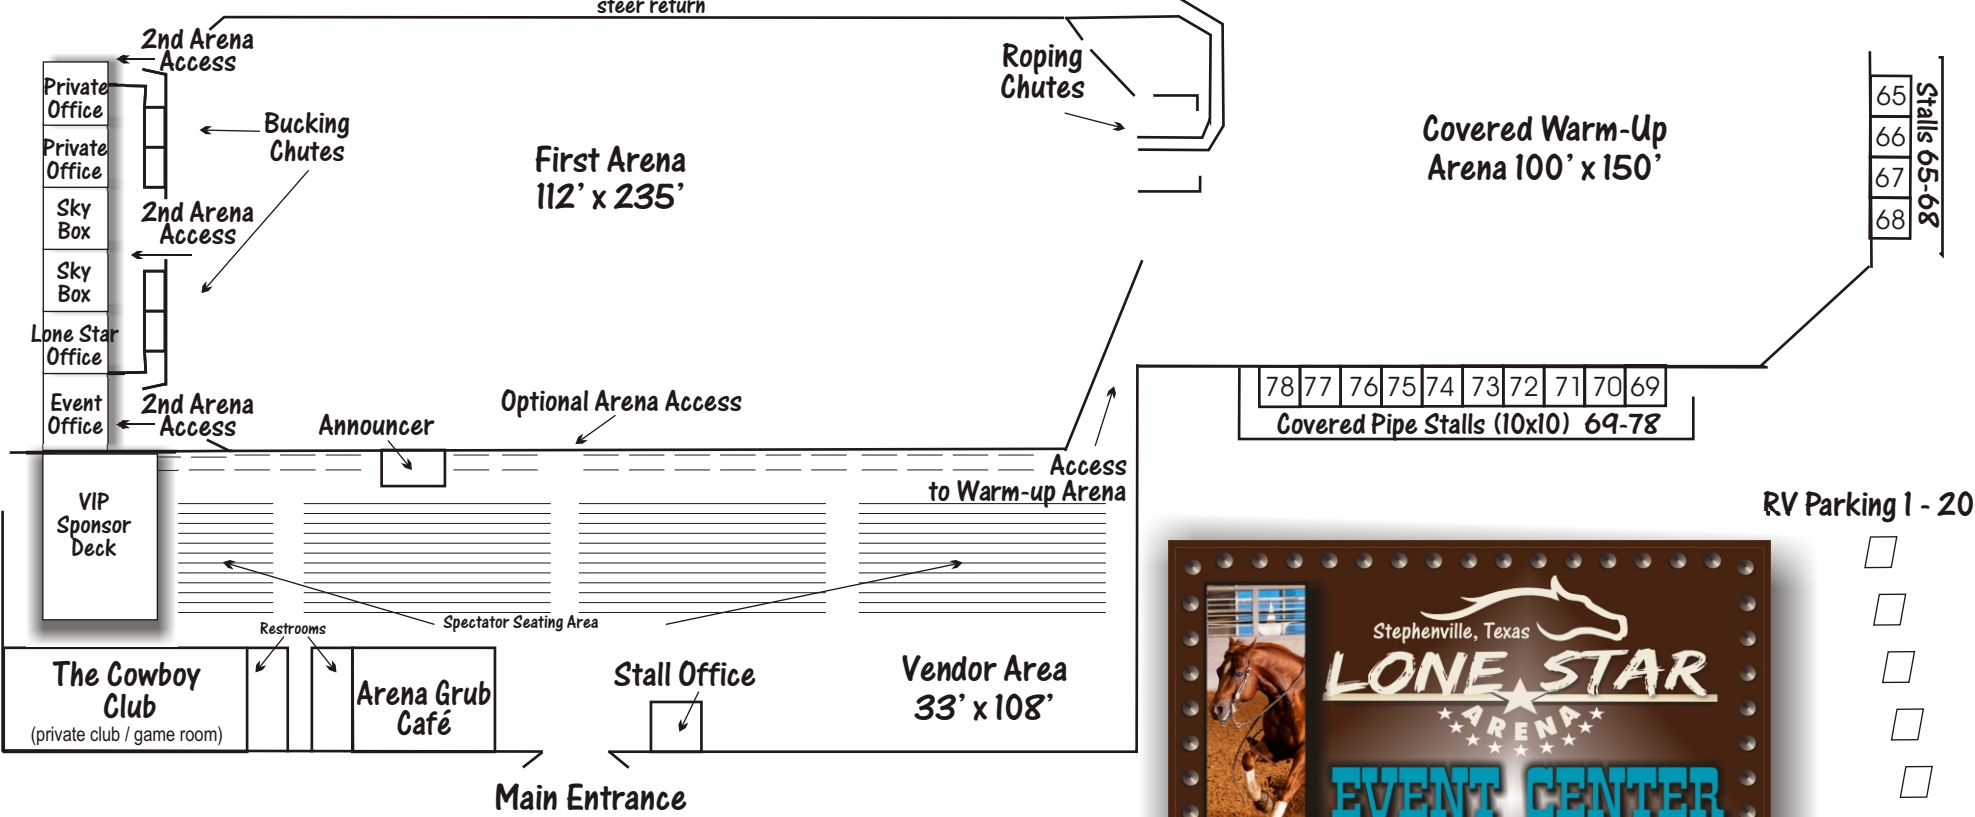 steer return
2nd Arena
Access
Private
Office
Private
Office
Sky
Box
Sky
Box
Lone Star
Office
Event
Office
Bucking
Chutes
2nd Arena
Access
2nd Arena
Access
First Arena
112' x 235'
Roping
Chutes
Covered Warm-Up
Arena 100' x 150'
65
66
67
68
Stalls 65-68
78 77 76 75 74 73 72 71 70 69
Covered Pipe Stalls (10x10) 69-78
Optional Arena Access
Announcer
Access
to Warm-up Arena
VIP
Sponsor
Deck
Spectator Seating Area
Restrooms
The Cowboy
Club
(private club / game room)
Arena Grub
Café
Stall Office
Vendor Area
33' x 108'
Main Entrance
RV Parking 1 - 20
Stephenville, Texas
LONE STAR
ARENA
EVENT CENTER